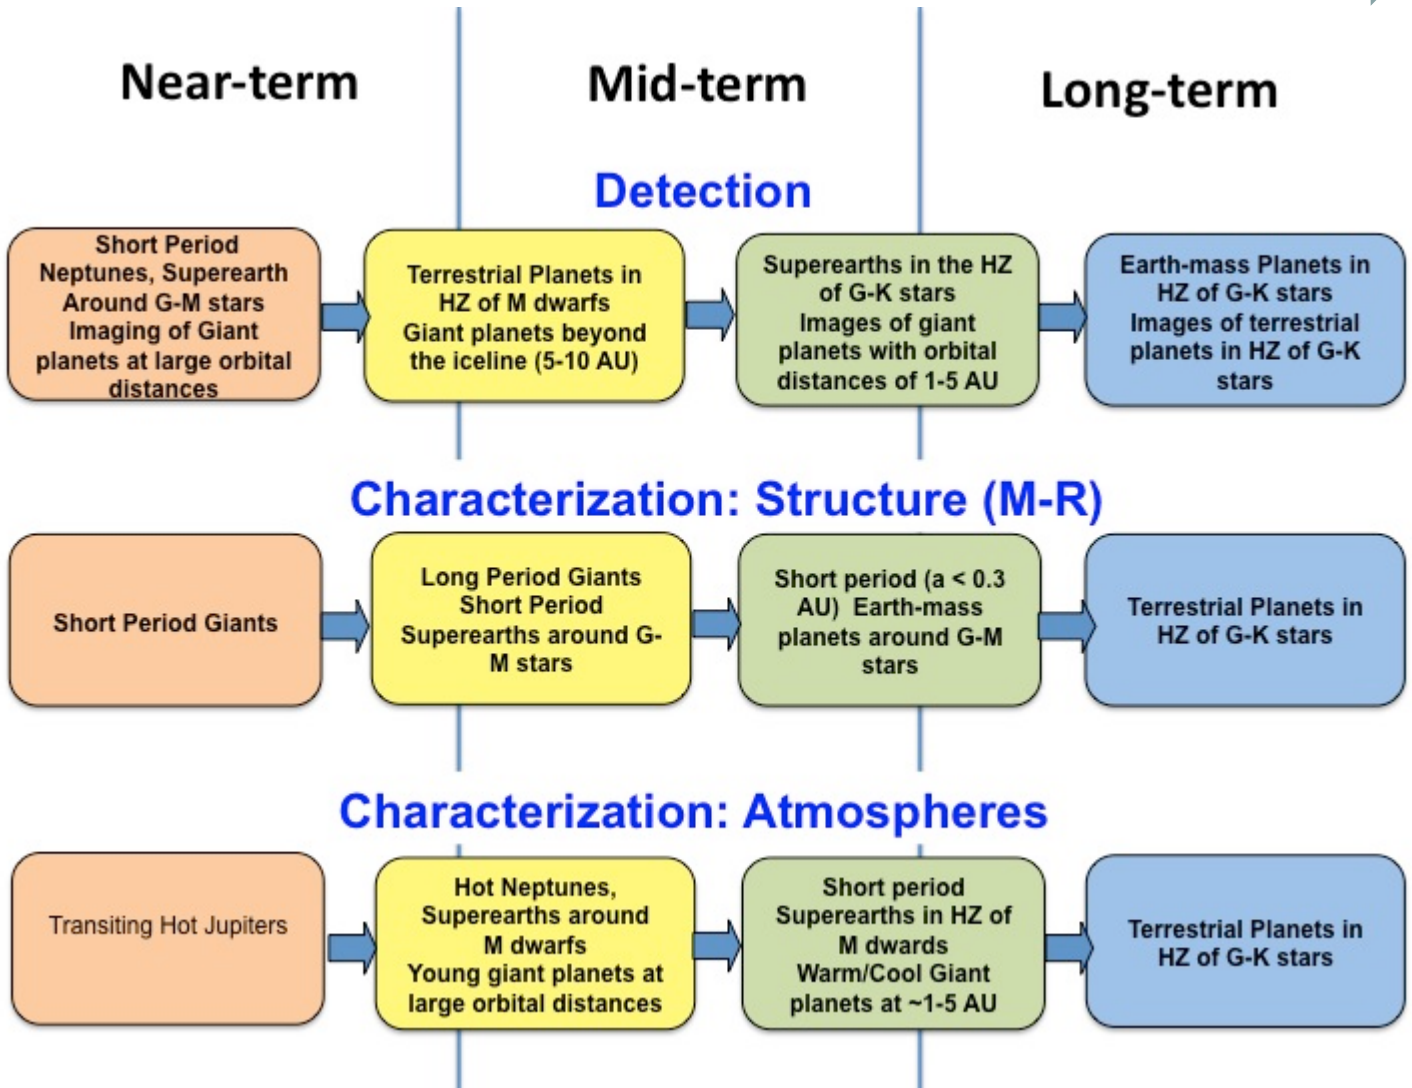 Near-term
Mid-term
Long-term
Detection
Short Period
Neptunes, Superearth
Around G-M stars
Imaging of Giant
planets at large orbital
distances
Terrestrial Planets in
HZ of M dwarfs
Giant planets beyond
the iceline (5-10 AU)
Superearths in the HZ
of G-K stars
Images of giant
planets with orbital
distances of 1-5 AU
Earth-mass Planets in
HZ of G-K stars
Images of terrestrial
planets in HZ of G-K
stars
Characterization: Structure (M-R)
Short Period Giants
Long Period Giants
Short Period
Superearths around G-
M stars
Short period (a < 0.3
AU)  Earth-mass
planets around G-M
stars
Terrestrial Planets in
HZ of G-K stars
Characterization: Atmospheres
Transiting Hot Jupiters
Hot Neptunes,
Superearths around
M dwarfs
Young giant planets at
large orbital distances
Short period
Superearths in HZ of
M dwards
Warm/Cool Giant
planets at ~1-5 AU
Terrestrial Planets in
HZ of G-K stars